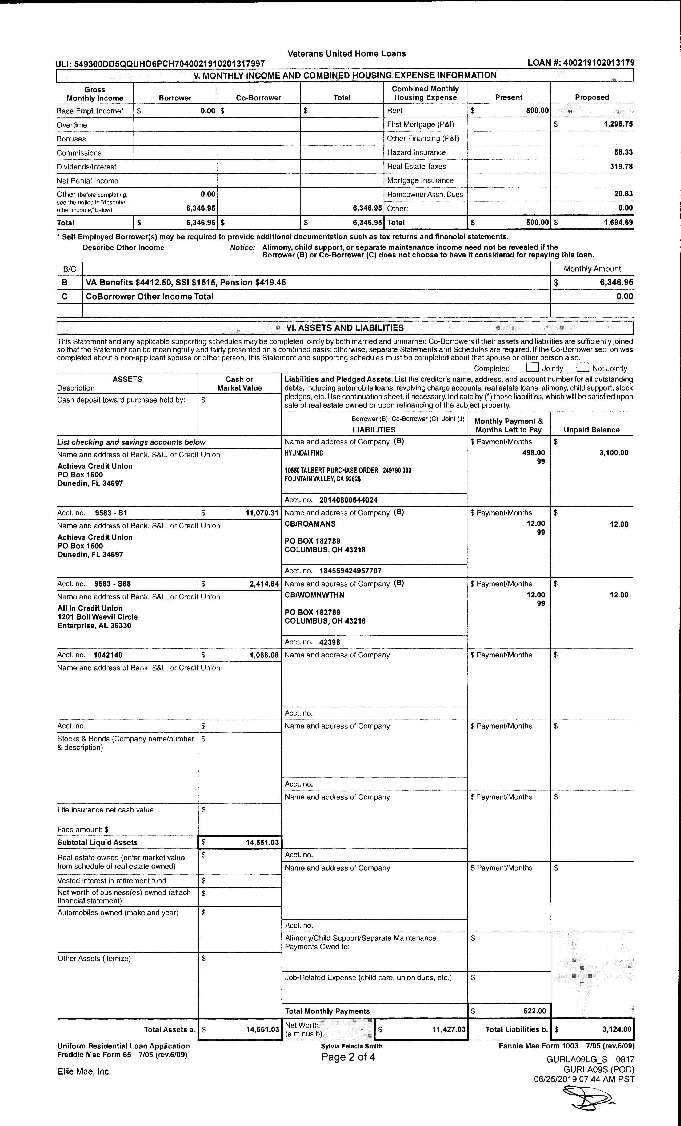 Veterans United Home Loans
ULI: 549300DD5QQUHO6PCH7040021910201317997 LOAN #: 400219102013179
V. MONTHLY INCOME AND COMBINED HOUSING EXPENSE INFORMATION
Gross Monthly Income Borrower Co-Borrower Total Combined Monthly Housing Expense Present Proposed
Base Empl. Income* $ 0.00 $ $ Rent $ 500.00
Overtime First Mortgage (P&I) $ 1,295.75
Bonuses Other Financing (P&I)
Commissions Hazard Insurance 58.33
Dividends/Interest Real Estate Taxes 319.78
Net Rental Income Mortgage Insurance
Other (before completing, see the notice in "describe other income," below) 0.00 6,346.95 6,346.95 Homeowner Assn. Dues 20.83
Other: 0.00
Total $ 6,346.95 $ $ 6,346.95 Total $ 500.00 $ 1,694.69
* Self Employed Borrower(s) may be required to provide additional documentation such as tax returns and financial statements.
Describe Other Income Notice: Alimony, child support, or separate maintenance income need not be revealed if the
Borrower (B) or Co-Borrower (C) does not choose to have it considered for repaying this loan.
B/C Monthly Amount
B VA Benefits $4412.50, SSI $1515, Pension $419.45 $ 6,346.95
C CoBorrower Other Income Total 0.00
VI. ASSETS AND LIABILITIES
This Statement and any applicable supporting schedules may be completed jointly by both married and unmarried Co-Borrowers if their assets and liabilities are sufficiently joined
so that the Statement can be meaningfully and fairly presented on a combined basis; otherwise, separate Statements and Schedules are required. If the Co-Borrower section was
completed about a non-applicant spouse or other person, this Statement and supporting schedules must be completed about that spouse or other person also.
Completed Jointly Not Jointly
ASSETS Cash or Market Value
Description
Cash deposit toward purchase held by: $
Liabilities and Pledged Assets. List the creditor's name, address, and account number for all outstanding
debts, including automobile loans, revolving charge accounts, real estate loans, alimony, child support, stock
pledges, etc. Use continuation sheet, if necessary. Indicate by (*) those liabilities, which will be satisfied upon
sale of real estate owned or upon refinancing of the subject property.
Borrower (B), Co-Borrower (C), Joint (J)
LIABILITIES Monthly Payment & Months Left to Pay Unpaid Balance
List checking and savings accounts below Name and address of Company (B) $ Payment/Months $
Name and address of Bank, S&L, or Credit Union HYUNDAI FINC 498.00 3,100.00
99
Achieva Credit Union
PO Box 1500
Dunedin, FL 34697
10550 TALBERT PURCHASE ORDER
FOUNTAIN VALLEY, CA 92628
Acct. no. 20140800644024
Acct. no. 9583 - S1 $ 11,070.31 Name and address of Company (B) $ Payment/Months $
Name and address of Bank, S&L, or Credit Union CB/ROAMANS 12.00 12.00
99
Achieva Credit Union
PO Box 1500
Dunedin, FL 34697
PO BOX 182789
COLUMBUS, OH 43218
Acct. no. 184559424957707
Acct. no. 9583 - S68 $ 2,414.64 Name and address of Company (B) $ Payment/Months $
Name and address of Bank, S&L, or Credit Union CB/WOMNWTHN 12.00 12.00
99
All In Credit Union
1201 Boll Weevil Circle
Enterprise, AL 36330
PO BOX 182789
COLUMBUS, OH 43218
Acct. no. 42398
Acct. no. 1042140 $ 1,066.08 Name and address of Company $ Payment/Months $
Name and address of Bank, S&L, or Credit Union
Acct. no.
Acct. no. $ Name and address of Company $ Payment/Months $
Stocks & Bonds (Company name/number & description) $
Acct. no.
Name and address of Company $ Payment/Months $
Life insurance net cash value $
Face amount: $
Subtotal Liquid Assets $ 14,551.03
Real estate owned (enter market value from schedule of real estate owned) $ Acct. no.
Name and address of Company $ Payment/Months $
Vested interest in retirement fund $
Net worth of business(es) owned (attach financial statement) $
Automobiles owned (make and year) $
Acct. no.
Alimony/Child Support/Separate Maintenance Payments Owed to: $
Other Assets (itemize) $
Job-Related Expense (child care, union dues, etc.) $
Total Monthly Payments $ 522.00
Total Assets a. $ 14,551.03 Net Worth (a minus b) $ 11,427.03 Total Liabilities b. $ 3,124.00
Uniform Residential Loan Application Sylvia Felecia Smith Fannie Mae Form 1003 7/05 (rev.6/09)
Freddie Mac Form 65 7/05 (rev.6/09) Page 2 of 4 GURLA09LG_S 0917
Ellie Mae, Inc. GURLA09S (POD)
06/25/2019 07:44 AM PST